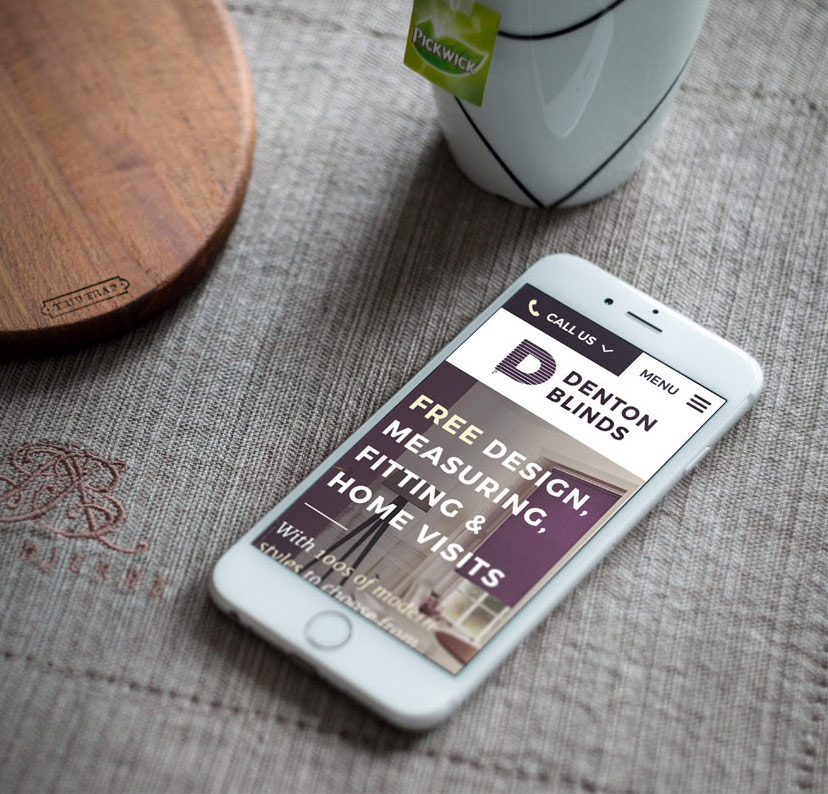 PICKWICK
CALL US
MENU
DENTON
BLINDS
FREE DESIGN,
MEASURING,
FITTING &
HOME VISITS
With 100s of modern
styles to choose from